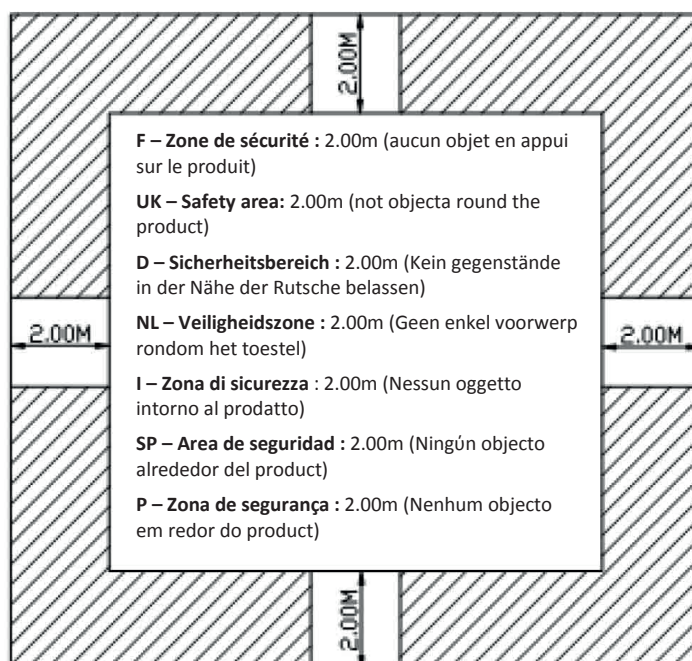 2.00M
F – Zone de sécurité : 2.00m (aucun objet en appui
sur le produit)
UK – Safety area: 2.00m (not objecta round the
product)
D – Sicherheitsbereich : 2.00m (Kein gegenstände
in der Nähe der Rutsche belassen)
2.00M
2.00M
NL – Veiligheidszone : 2.00m (Geen enkel voorwerp
rondom het toestel)
I – Zona di sicurezza : 2.00m (Nessun oggetto
intorno al prodatto)
SP – Area de seguridad : 2.00m (Ningún objecto
alrededor del product)
P – Zona de segurança : 2.00m (Nenhum objecto
em redor do product)
2.00M